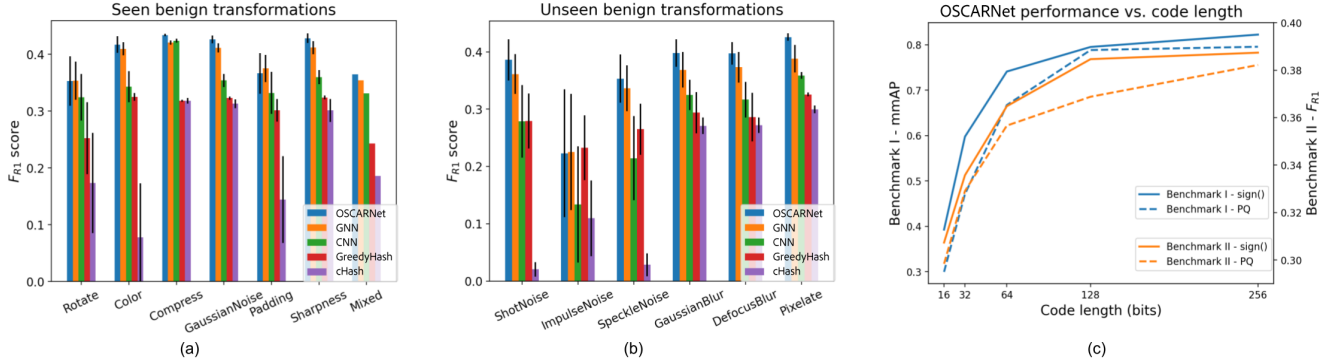 Seen benign transformations
F_R1 score
0.4
0.3
0.2
0.1
0.0
OSCARNet
GNN
CNN
GreedyHash
cHash
Rotate
Color
Compress
GaussianNoise
Padding
Sharpness
Mixed
(a)
Unseen benign transformations
F_R1 score
0.4
0.3
0.2
0.1
0.0
OSCARNet
GNN
CNN
GreedyHash
cHash
ShotNoise
ImpulseNoise
SpeckleNoise
GaussianBlur
DefocusBlur
Pixelate
(b)
OSCARNet performance vs. code length
Benchmark I - mmAP
0.8
0.7
0.6
0.5
0.4
0.3
Benchmark I - sign()
Benchmark I - PQ
Benchmark II - sign()
Benchmark II - PQ
0.40
0.38
0.36
0.34
0.32
0.30
Benchmark II - F_R1
16 32 64 128 256
Code length (bits)
(c)